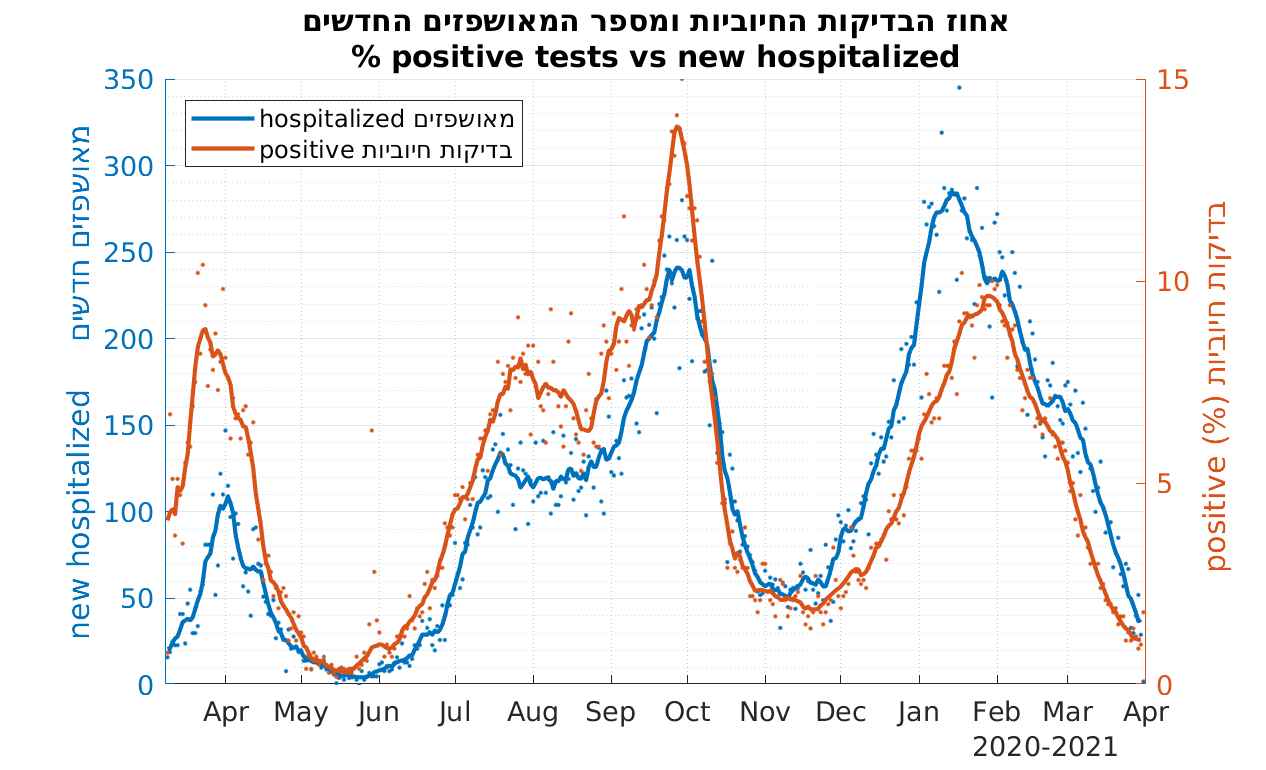 אחוז הבדיקות החיוביות ומספר המאושפזים החדשים
% positive tests vs new hospitalized
מאושפזים hospitalized
בדיקות חיוביות positive
350
300
250
200
150
100
50
0
new hospitalized מאושפזים חדשים
15
10
5
0
positive (%) בדיקות חיוביות
Apr May Jun Jul Aug Sep Oct Nov Dec Jan Feb Mar Apr
2020-2021